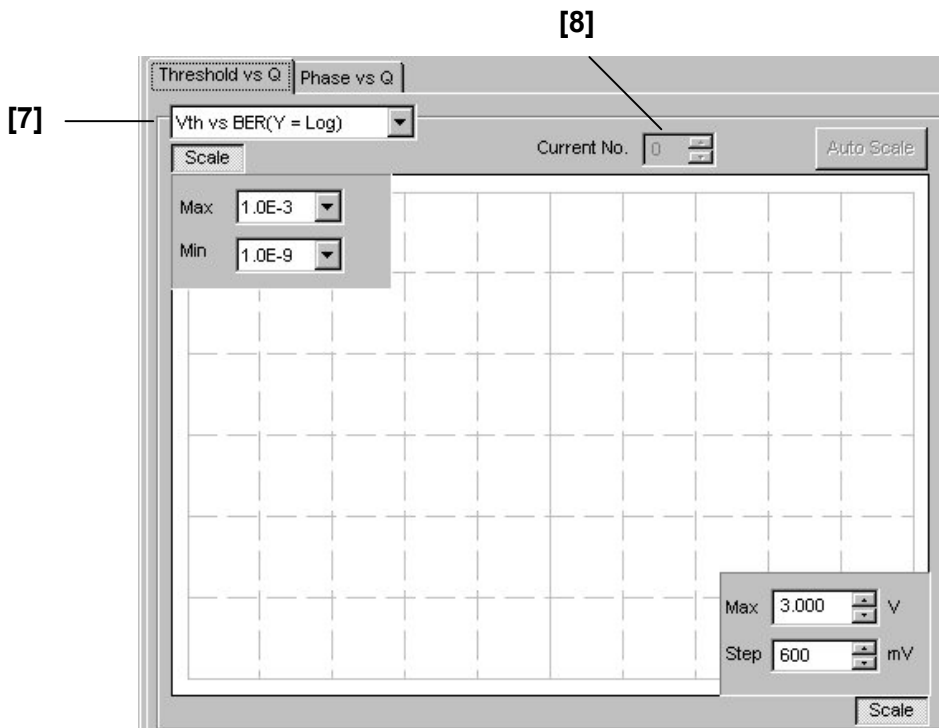 [8]
Threshold vs Q Phase vs Q
[7]
Vth vs BER(Y = Log)
Current No. 0 Auto Scale
Scale
Max 1.0E-3
Min 1.0E-9
Max 3.000 V
Step 600 mV
Scale